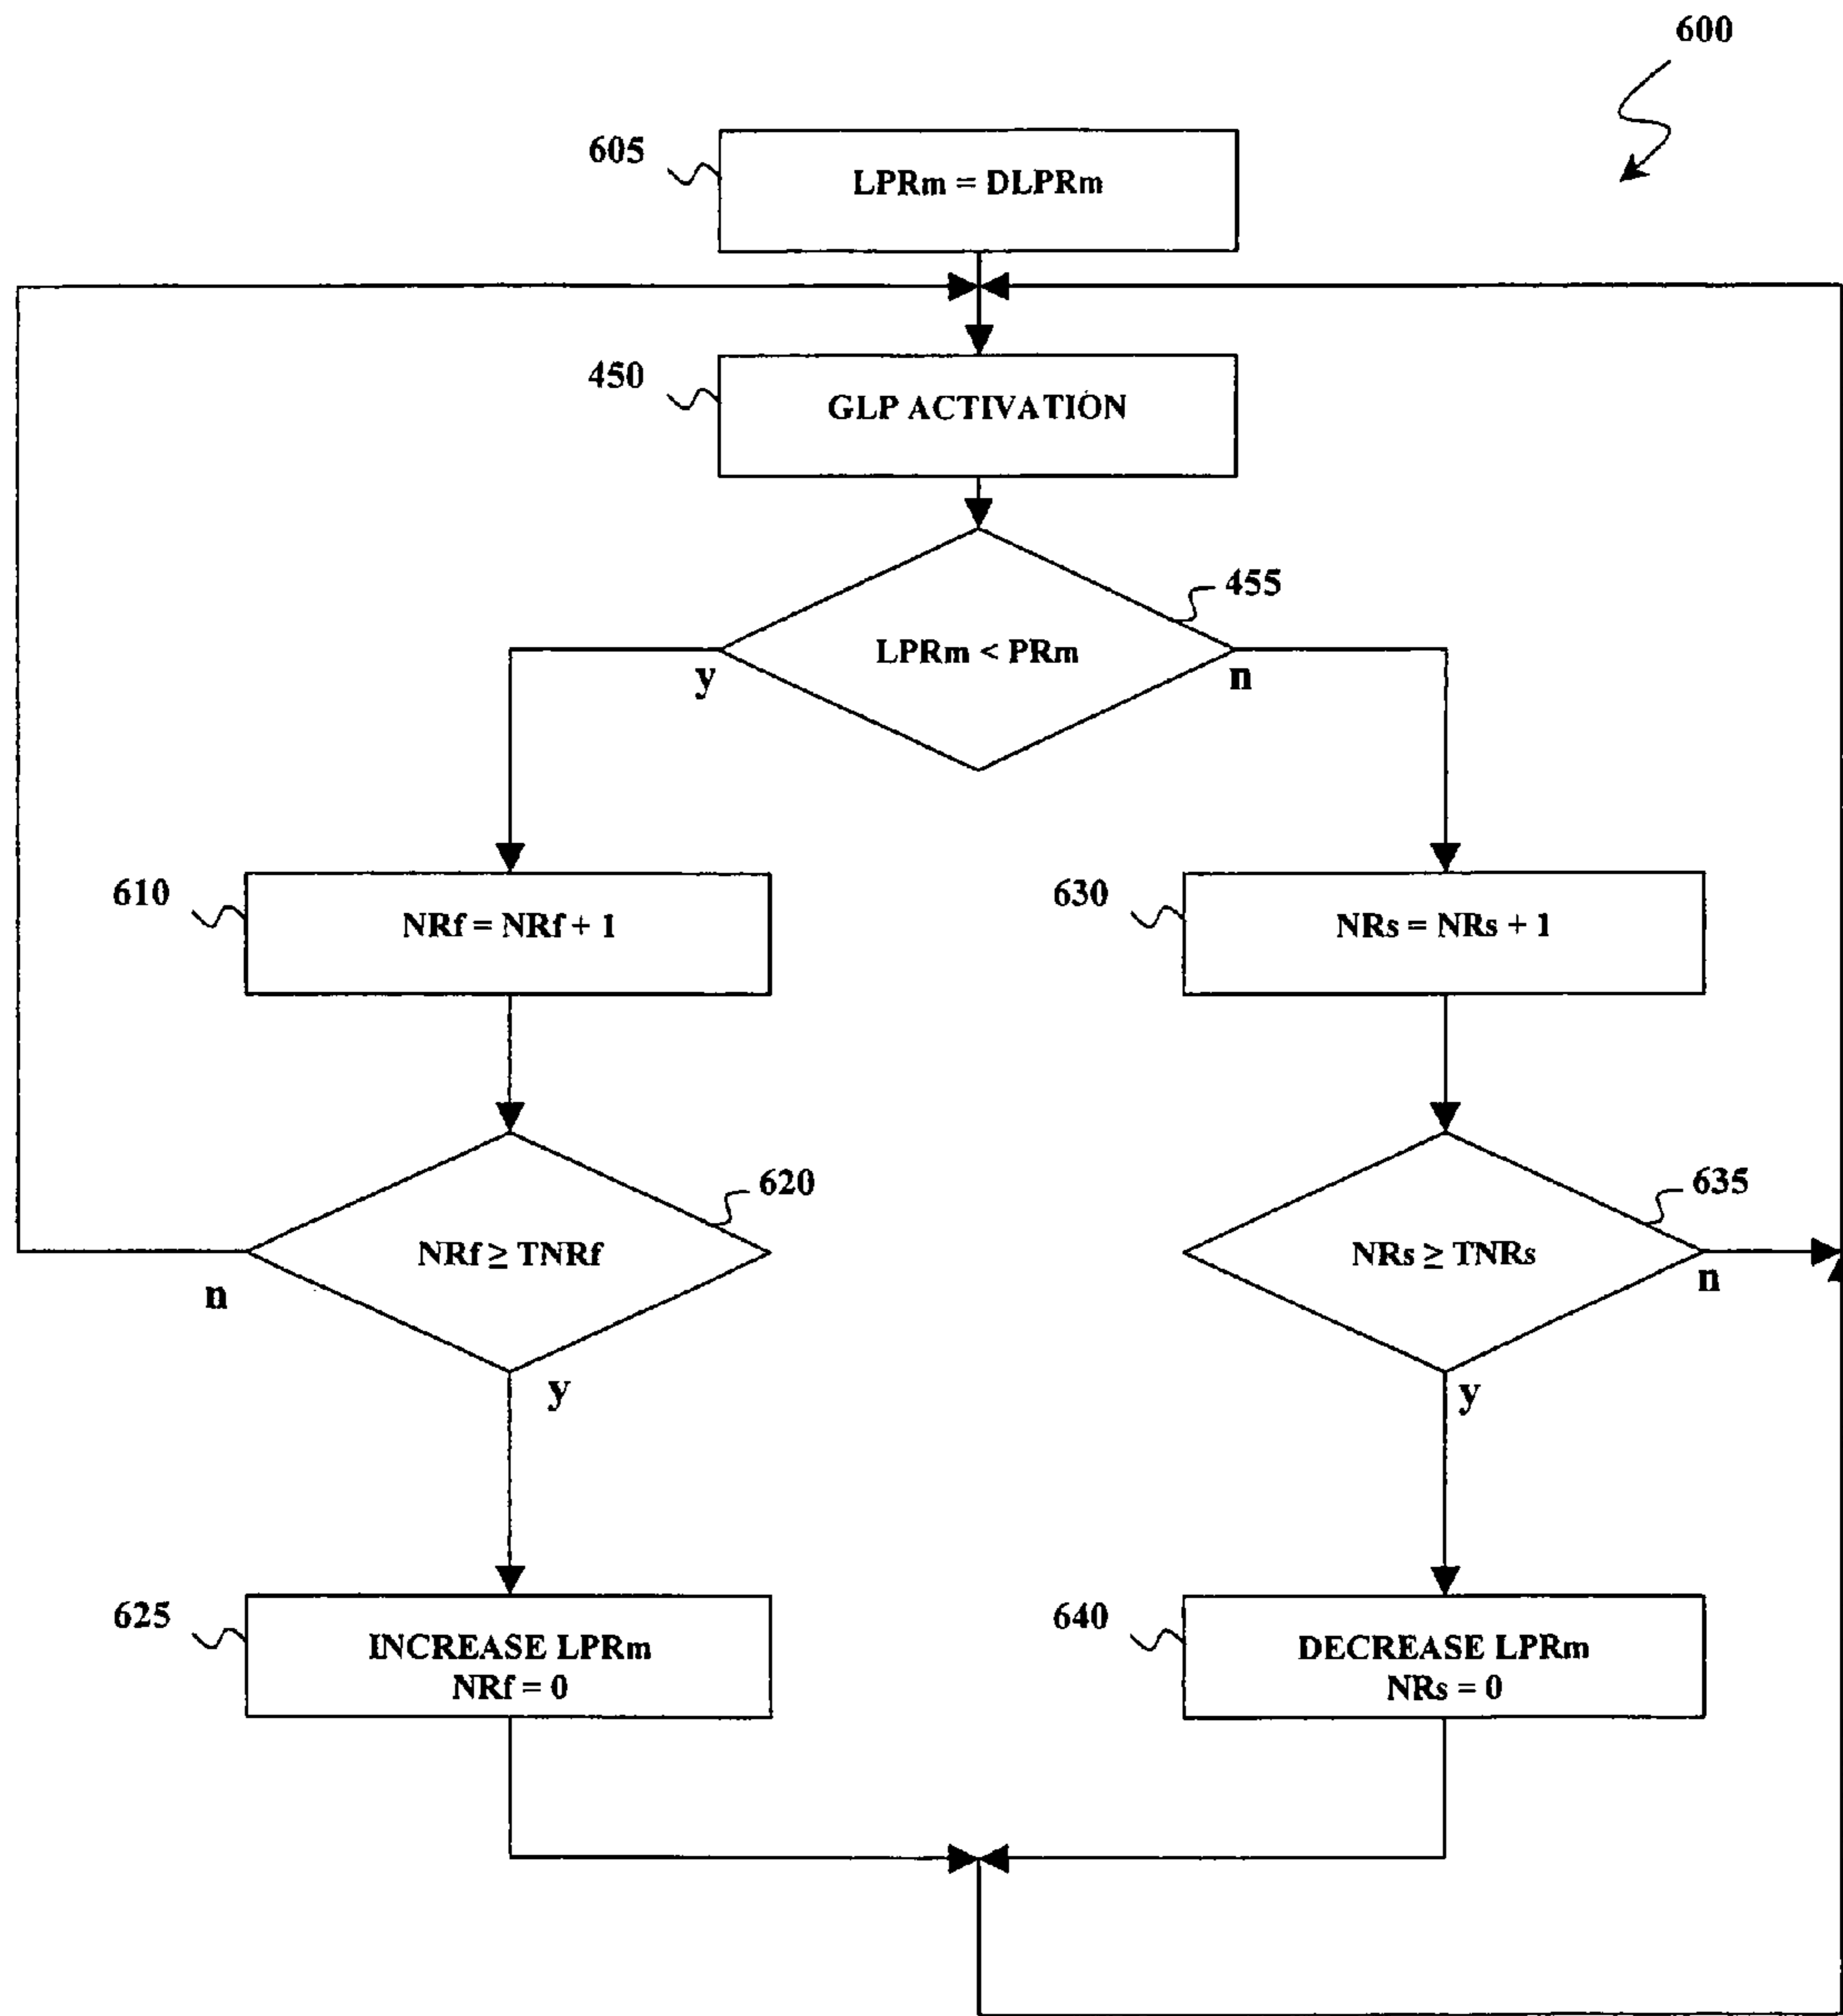 600
605
LPRm = DLPRm
450
GLP ACTIVATION
455
LPRm < PRm
y
n
610
NRf = NRf + 1
630
NRs = NRs + 1
620
NRf ≥ TNRf
n
y
635
NRs ≥ TNRs
n
y
625
INCREASE LPRm
NRf = 0
640
DECREASE LPRm
NRs = 0